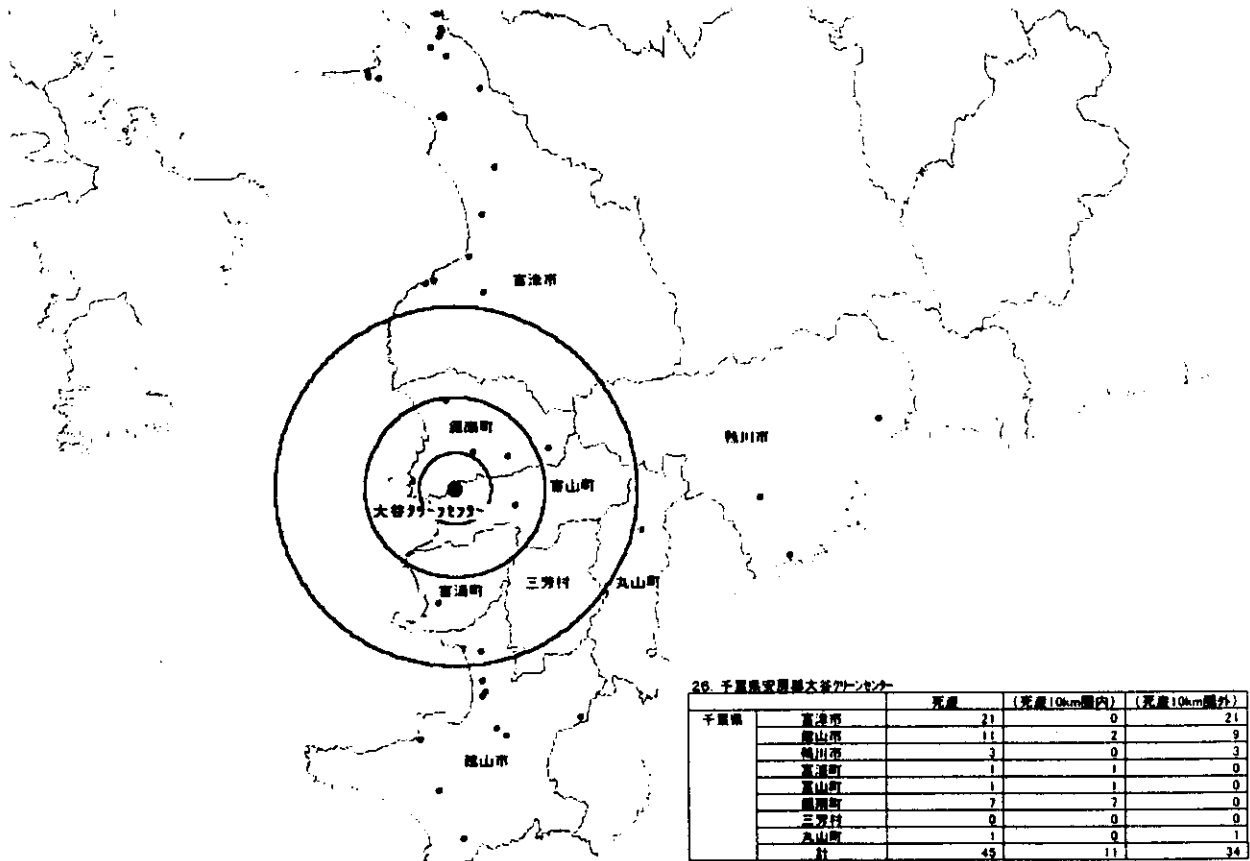 富津市
鋸南町
鴨川市
富山町
大谷クリーンセンター
富浦町
三芳村
丸山町
館山市
26. 千葉県安房郡大谷クリーンセンター
死産 (死産10km圏内) (死産10km圏外)
千葉県 富津市 21 0 21
館山市 11 2 9
鴨川市 3 0 3
富浦町 1 1 0
富山町 1 1 0
鋸南町 7 7 0
三芳村 0 0 0
丸山町 1 0 1
計 45 11 34